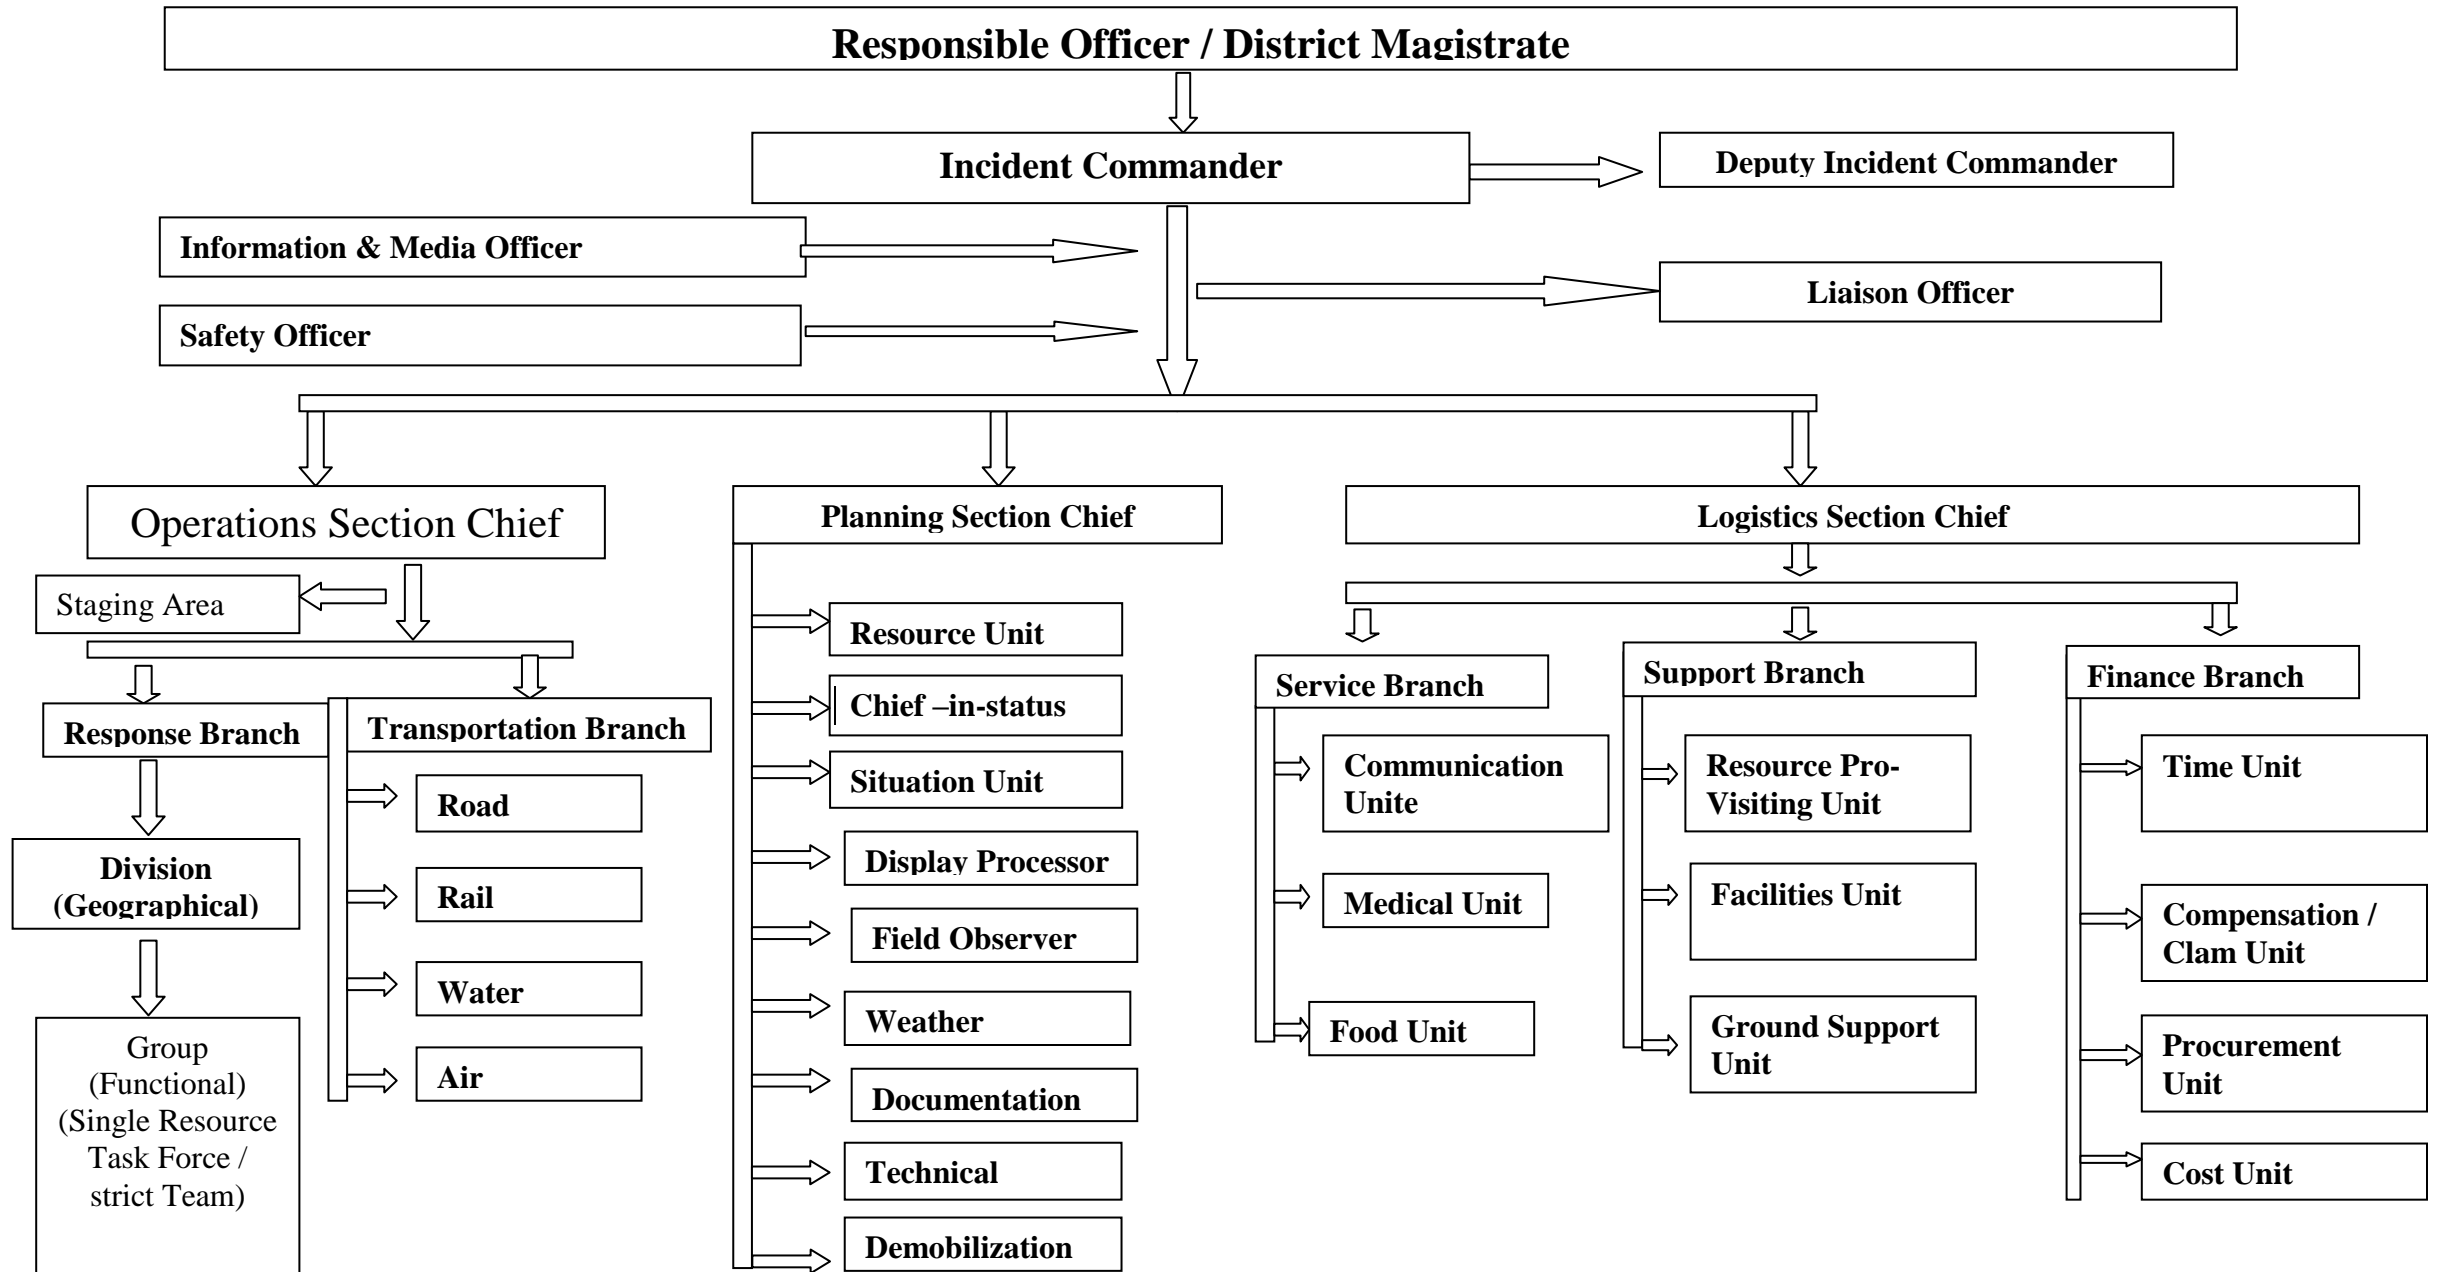 Responsible Officer / District Magistrate
Incident Commander
Deputy Incident Commander
Information & Media Officer
Liaison Officer
Safety Officer
Operations Section Chief
Planning Section Chief
Logistics Section Chief
Staging Area
Response Branch
Transportation Branch
Division
(Geographical)
Group
(Functional)
(Single Resource
Task Force /
strict Team)
Road
Rail
Water
Air
Resource Unit
Chief –in-status
Situation Unit
Display Processor
Field Observer
Weather
Documentation
Technical
Demobilization
Service Branch
Communication
Unite
Medical Unit
Food Unit
Support Branch
Resource Pro-
Visiting Unit
Facilities Unit
Ground Support
Unit
Finance Branch
Time Unit
Compensation /
Clam Unit
Procurement
Unit
Cost Unit